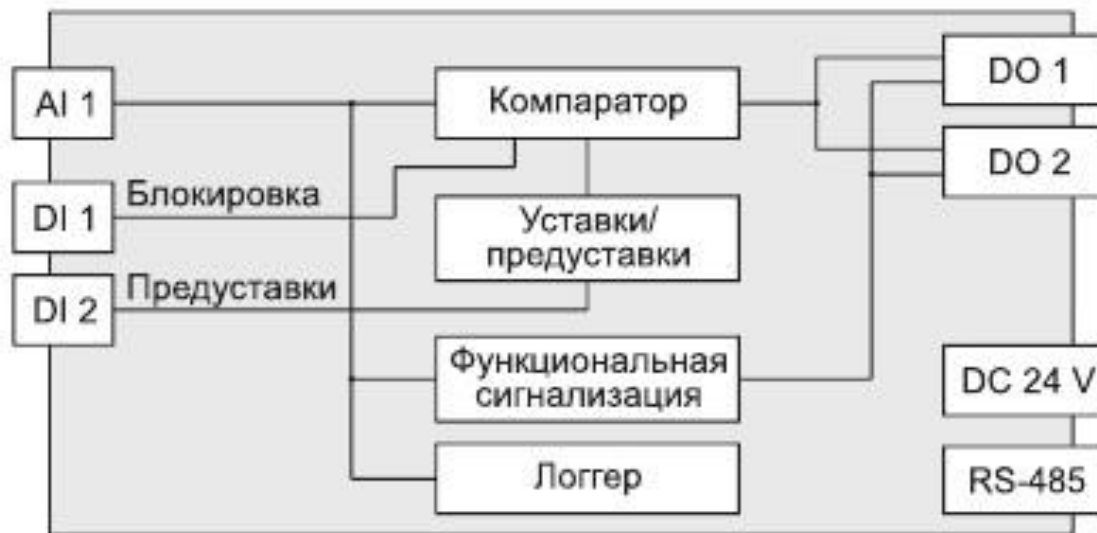 AI 1
Компаратор
DO 1
DO 2
DI 1
Блокировка
Уставки/
предуставки
DI 2
Предуставки
Функциональная
сигнализация
DC 24 V
Логгер
RS-485